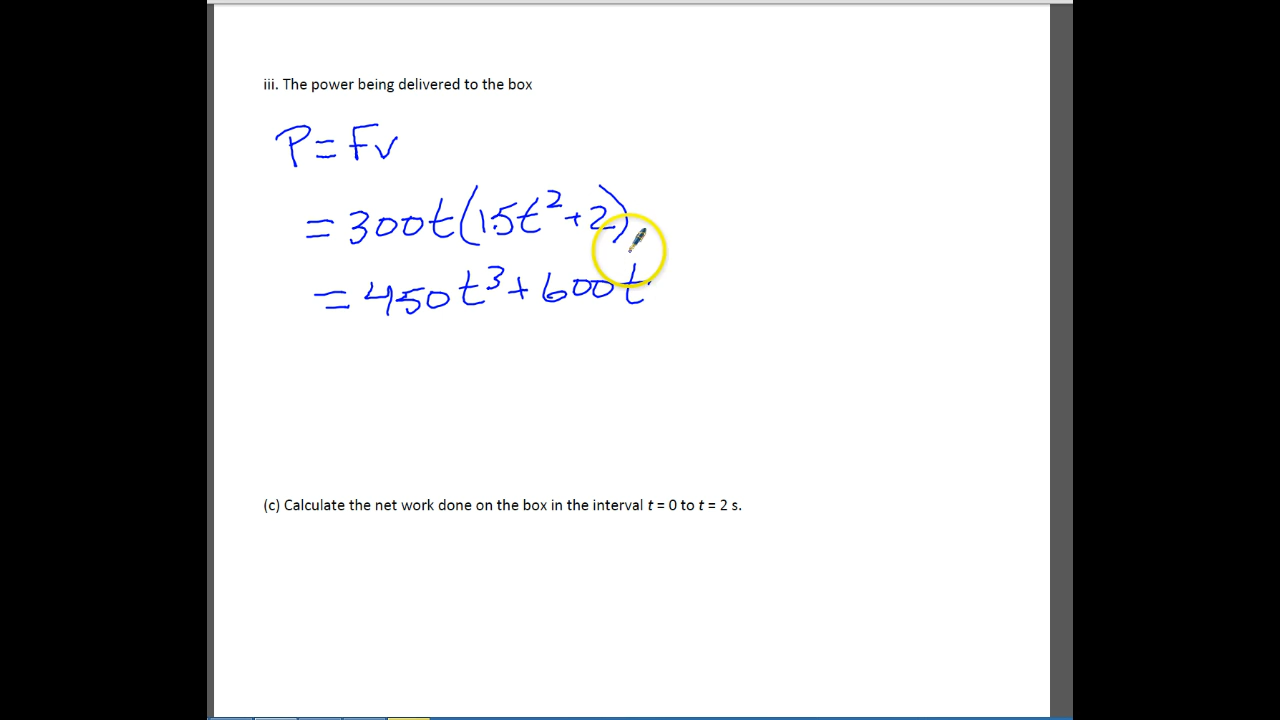 iii. The power being delivered to the box
P = Fv
= 300t(1.5t² + 2)
= 450t³ + 600t
(c) Calculate the net work done on the box in the interval t = 0 to t = 2 s.